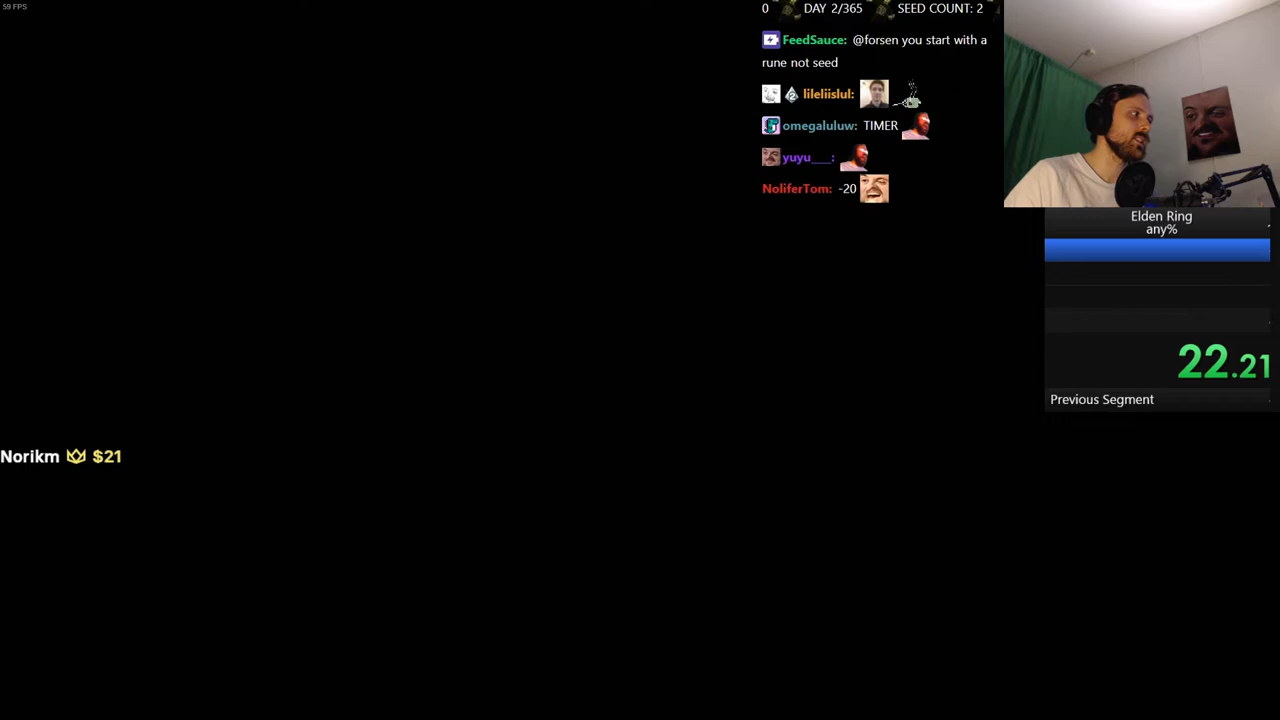 59 FPS
0 DAY 2/365 SEED COUNT: 2
FeedSauce: @forsen you start with a
rune not seed
lileliislul:
omegaluluw: TIMER
yuyu___:
NoliferTom: -20
Elden Ring
any%
22.21
Previous Segment
Norikm $21